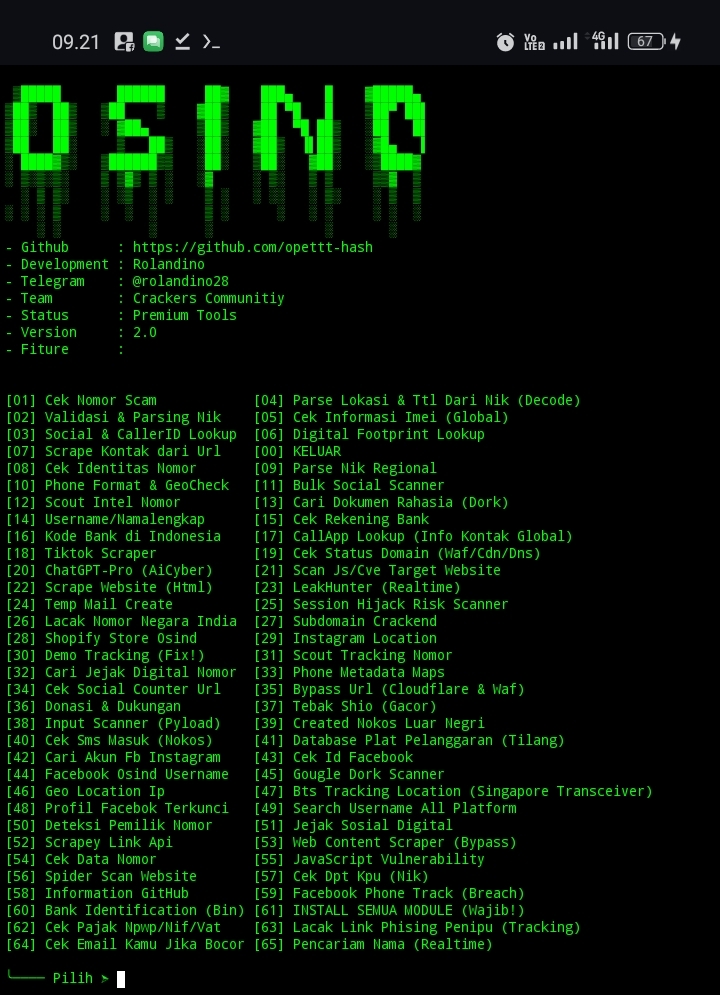 09.21 Vo LTE2 4G 67
OSIND
- Github : https://github.com/opettt-hash
- Development : Rolandino
- Telegram : @rolandino28
- Team : Crackers Communitiy
- Status : Premium Tools
- Version : 2.0
- Fiture :
[01] Cek Nomor Scam [04] Parse Lokasi & Ttl Dari Nik (Decode)
[02] Validasi & Parsing Nik [05] Cek Informasi Imei (Global)
[03] Social & CallerID Lookup [06] Digital Footprint Lookup
[07] Scrape Kontak dari Url [00] KELUAR
[08] Cek Identitas Nomor [09] Parse Nik Regional
[10] Phone Format & GeoCheck [11] Bulk Social Scanner
[12] Scout Intel Nomor [13] Cari Dokumen Rahasia (Dork)
[14] Username/Namalengkap [15] Cek Rekening Bank
[16] Kode Bank di Indonesia [17] CallApp Lookup (Info Kontak Global)
[18] Tiktok Scraper [19] Cek Status Domain (Waf/Cdn/Dns)
[20] ChatGPT-Pro (AiCyber) [21] Scan Js/Cve Target Website
[22] Scrape Website (Html) [23] LeakHunter (Realtime)
[24] Temp Mail Create [25] Session Hijack Risk Scanner
[26] Lacak Nomor Negara India [27] Subdomain Crackend
[28] Shopify Store Osind [29] Instagram Location
[30] Demo Tracking (Fix!) [31] Scout Tracking Nomor
[32] Cari Jejak Digital Nomor [33] Phone Metadata Maps
[34] Cek Social Counter Url [35] Bypass Url (Cloudflare & Waf)
[36] Donasi & Dukungan [37] Tebak Shio (Gacor)
[38] Input Scanner (Pyload) [39] Created Nokos Luar Negri
[40] Cek Sms Masuk (Nokos) [41] Database Plat Pelanggaran (Tilang)
[42] Cari Akun Fb Instagram [43] Cek Id Facebook
[44] Facebook Osind Username [45] Gougle Dork Scanner
[46] Geo Location Ip [47] Bts Tracking Location (Singapore Transceiver)
[48] Profil Facebok Terkunci [49] Search Username All Platform
[50] Deteksi Pemilik Nomor [51] Jejak Sosial Digital
[52] Scrapey Link Api [53] Web Content Scraper (Bypass)
[54] Cek Data Nomor [55] JavaScript Vulnerability
[56] Spider Scan Website [57] Cek Dpt Kpu (Nik)
[58] Information GitHub [59] Facebook Phone Track (Breach)
[60] Bank Identification (Bin) [61] INSTALL SEMUA MODULE (Wajib!)
[62] Cek Pajak Npwp/Nif/Vat [63] Lacak Link Phising Penipu (Tracking)
[64] Cek Email Kamu Jika Bocor [65] Pencariam Nama (Realtime)
╰─── Pilih ➤